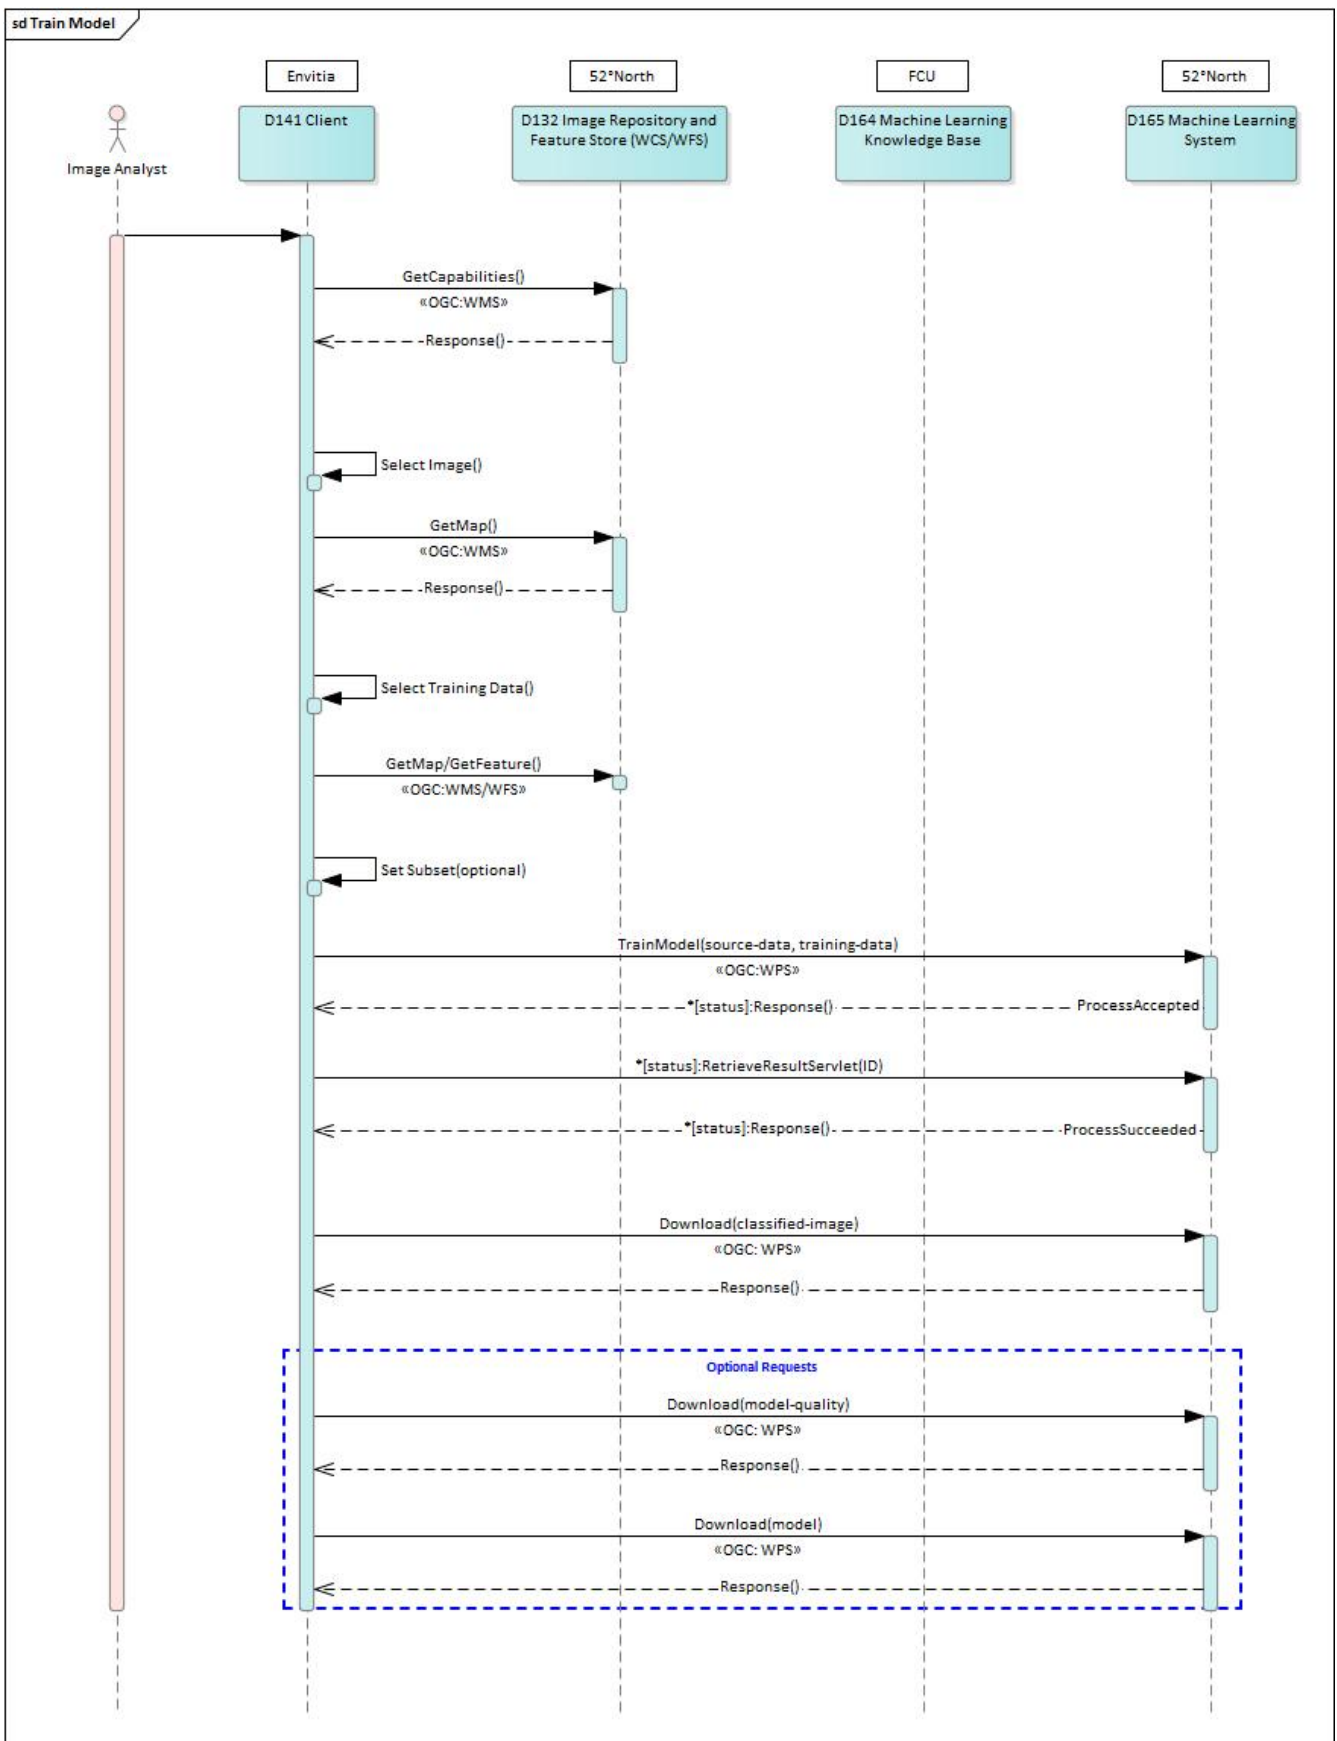 sd Train Model
Envitia
52°North
FCU
52°North
D141 Client
D132 Image Repository and
Feature Store (WCS/WFS)
D164 Machine Learning
Knowledge Base
D165 Machine Learning
System
Image Analyst
GetCapabilities()
«OGC:WMS»
Response()
Select Image()
GetMap()
«OGC:WMS»
Response()
Select Training Data()
GetMap/GetFeature()
«OGC:WMS/WFS»
Set Subset(optional)
TrainModel(source-data, training-data)
«OGC:WPS»
*[status]:Response()
ProcessAccepted
*[status]:RetrieveResultServlet(ID)
*[status]:Response()
ProcessSucceeded
Download(classified-image)
«OGC: WPS»
Response()
Optional Requests
Download(model-quality)
«OGC: WPS»
Response()
Download(model)
«OGC: WPS»
Response()